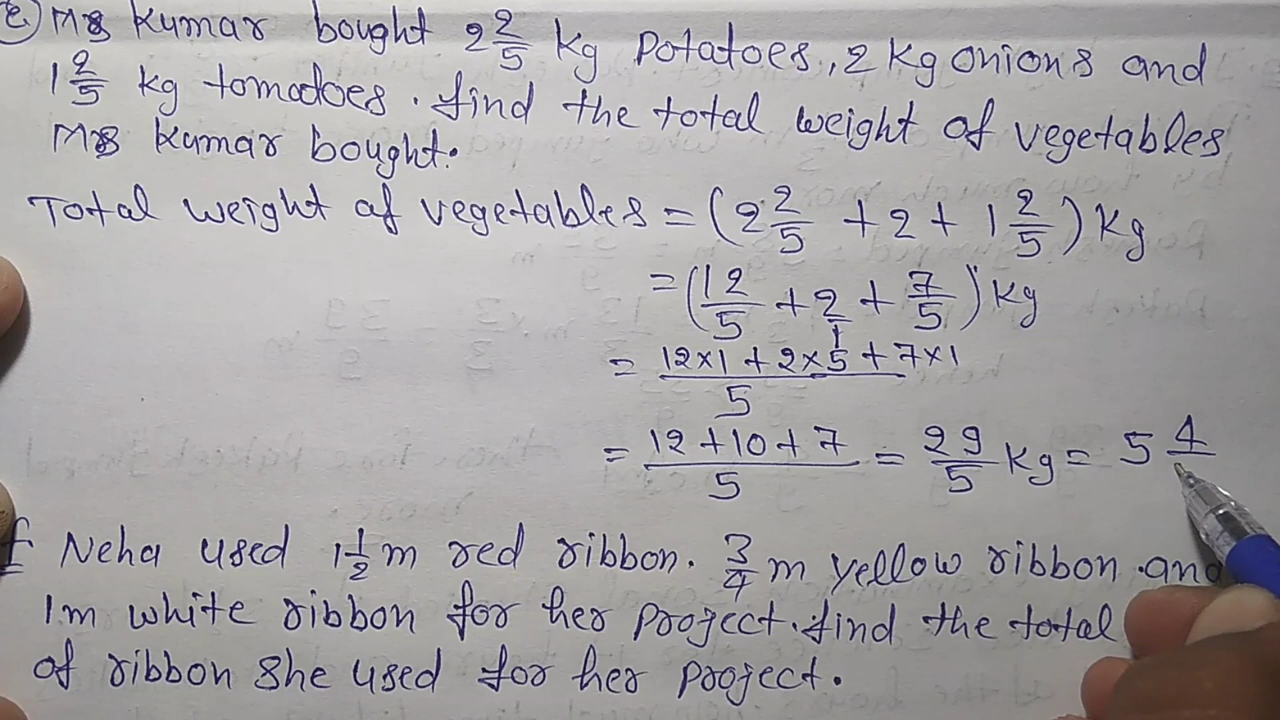 e) Mrs Kumar bought 2 2/5 kg Potatoes, 2 kg onions and
1 2/5 kg tomatoes. find the total weight of vegetables
Mrs Kumar bought.
Total weight of vegetables = (2 2/5 + 2 + 1 2/5) kg
= (12/5 + 2/1 + 7/5) kg
= 12×1 + 2×5 + 7×1 / 5
= 12+10+7 / 5 = 29/5 kg = 5 4/
f Neha used 1 1/2 m red ribbon. 3/4 m yellow ribbon and
1m white ribbon for her project. find the total
of ribbon she used for her project.